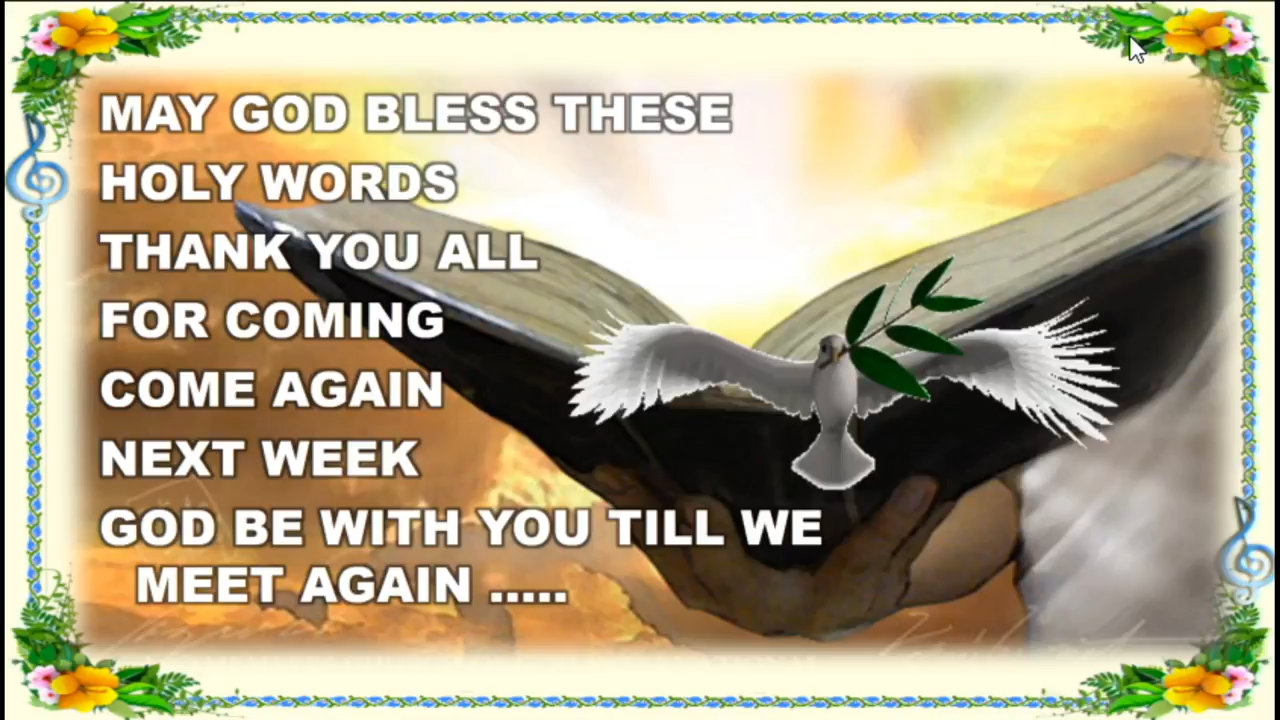 MAY GOD BLESS THESE
HOLY WORDS
THANK YOU ALL
FOR COMING
COME AGAIN
NEXT WEEK
GOD BE WITH YOU TILL WE
MEET AGAIN .....